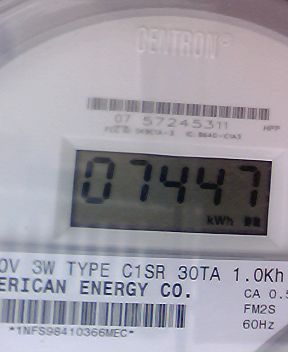 CENTRON®
07 57245311
HPP
07447
kWh
0V 3W TYPE C1SR 30TA 1.0Kh
ERICAN ENERGY CO.
CA 0.5
FM2S
*1NFS98410366MEC*
60Hz